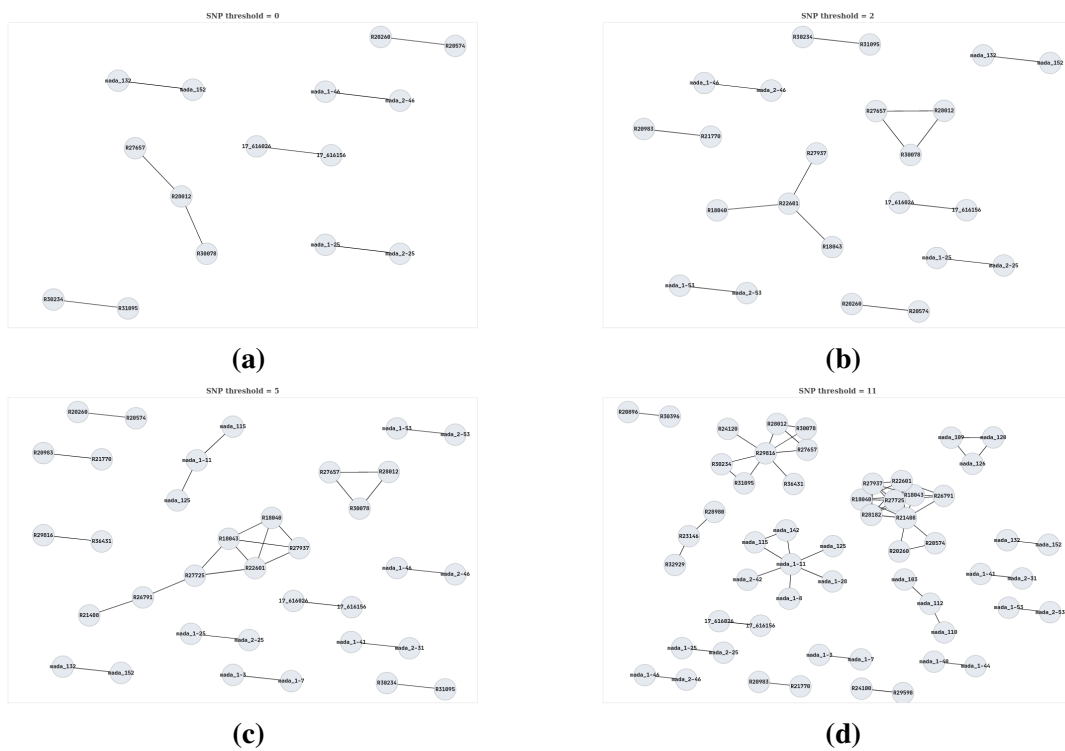 SNP threshold = 0
R20260
R20574
mada_132
mada_152
mada_1-46
mada_2-46
R27657
17_616026
17_616156
R28012
R30078
mada_1-25
mada_2-25
R30234
R31095
(a)
SNP threshold = 2
R30234
R31095
mada_132
mada_152
mada_1-46
mada_2-46
R27657
R28012
R20983
R21770
R30078
R27937
R22601
R18040
17_616026
17_616156
R18043
mada_1-25
mada_2-25
mada_1-53
mada_2-53
R20260
R20574
(b)
SNP threshold = 5
R20260
R20574
mada_115
mada_1-53
mada_2-53
R20983
R21770
mada_1-11
R27657
R28012
mada_125
R30078
R29816
R36431
R18040
R18043
R27937
R27725
R22601
mada_1-46
mada_2-46
R26791
R21408
17_616026
17_616156
mada_1-25
mada_2-25
mada_1-41
mada_2-31
mada_132
mada_152
mada_1-3
mada_1-7
R30234
R31095
(c)
SNP threshold = 11
R20896
R30396
R24120
R28012
R30078
R29816
R27657
R30234
R31095
R36431
mada_109
mada_128
mada_126
R27937
R22601
R18040
R27725
R18043
R26791
R28182
R21408
R28980
R23146
R32929
mada_142
mada_115
mada_125
mada_1-11
mada_2-42
mada_1-20
mada_1-8
R20260
R20574
mada_132
mada_152
mada_103
mada_112
mada_110
mada_1-41
mada_2-31
mada_1-53
mada_2-53
17_616026
17_616156
mada_1-25
mada_2-25
mada_1-3
mada_1-7
mada_1-40
mada_1-44
mada_1-46
mada_2-46
R20983
R21770
R24100
R29590
(d)